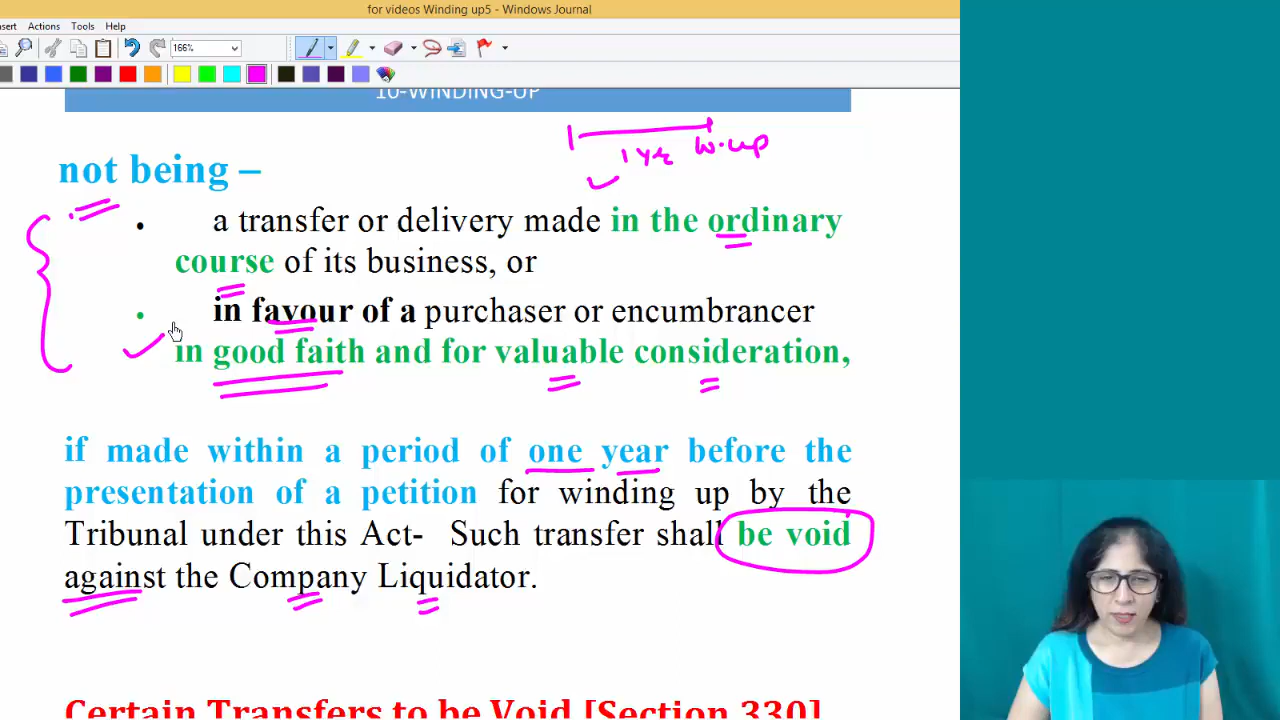 for videos Winding up5 - Windows Journal
nsert Actions Tools Help
166%
10-WINDING-UP
1 yr W.up
not being –
• a transfer or delivery made in the ordinary
course of its business, or
• in favour of a purchaser or encumbrancer
in good faith and for valuable consideration,
if made within a period of one year before the
presentation of a petition for winding up by the
Tribunal under this Act- Such transfer shall be void
against the Company Liquidator.
Certain Transfers to be Void [Section 330]